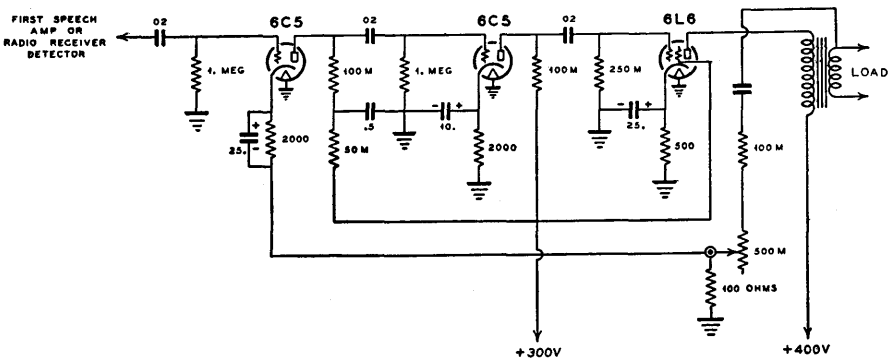 FIRST SPEECH
AMP OR
RADIO RECEIVER
DETECTOR
02
6C5
02
6C5
02
6L6
1. MEG
100 M
1. MEG
100 M
250 M
LOAD
25.
2000
.5
10.
25.
50 M
2000
500
100 M
500 M
100 OHMS
+300V
+400V